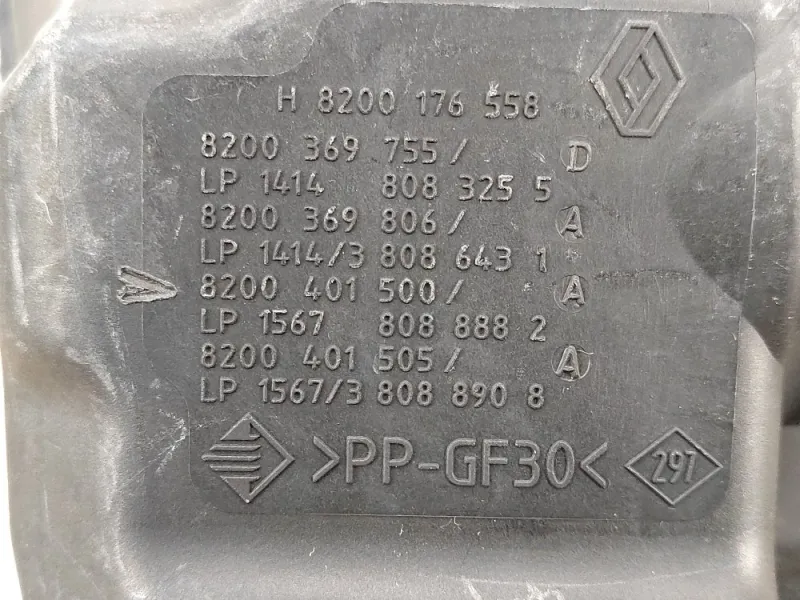 H 8200 176 558
8200 369 755/ D
LP 1414 808 325 5
8200 369 806/ A
LP 1414/3 808 643 1
8200 401 500/ A
LP 1567 808 888 2
8200 401 505/ A
LP 1567/3 808 890 8
>PP-GF30< 297